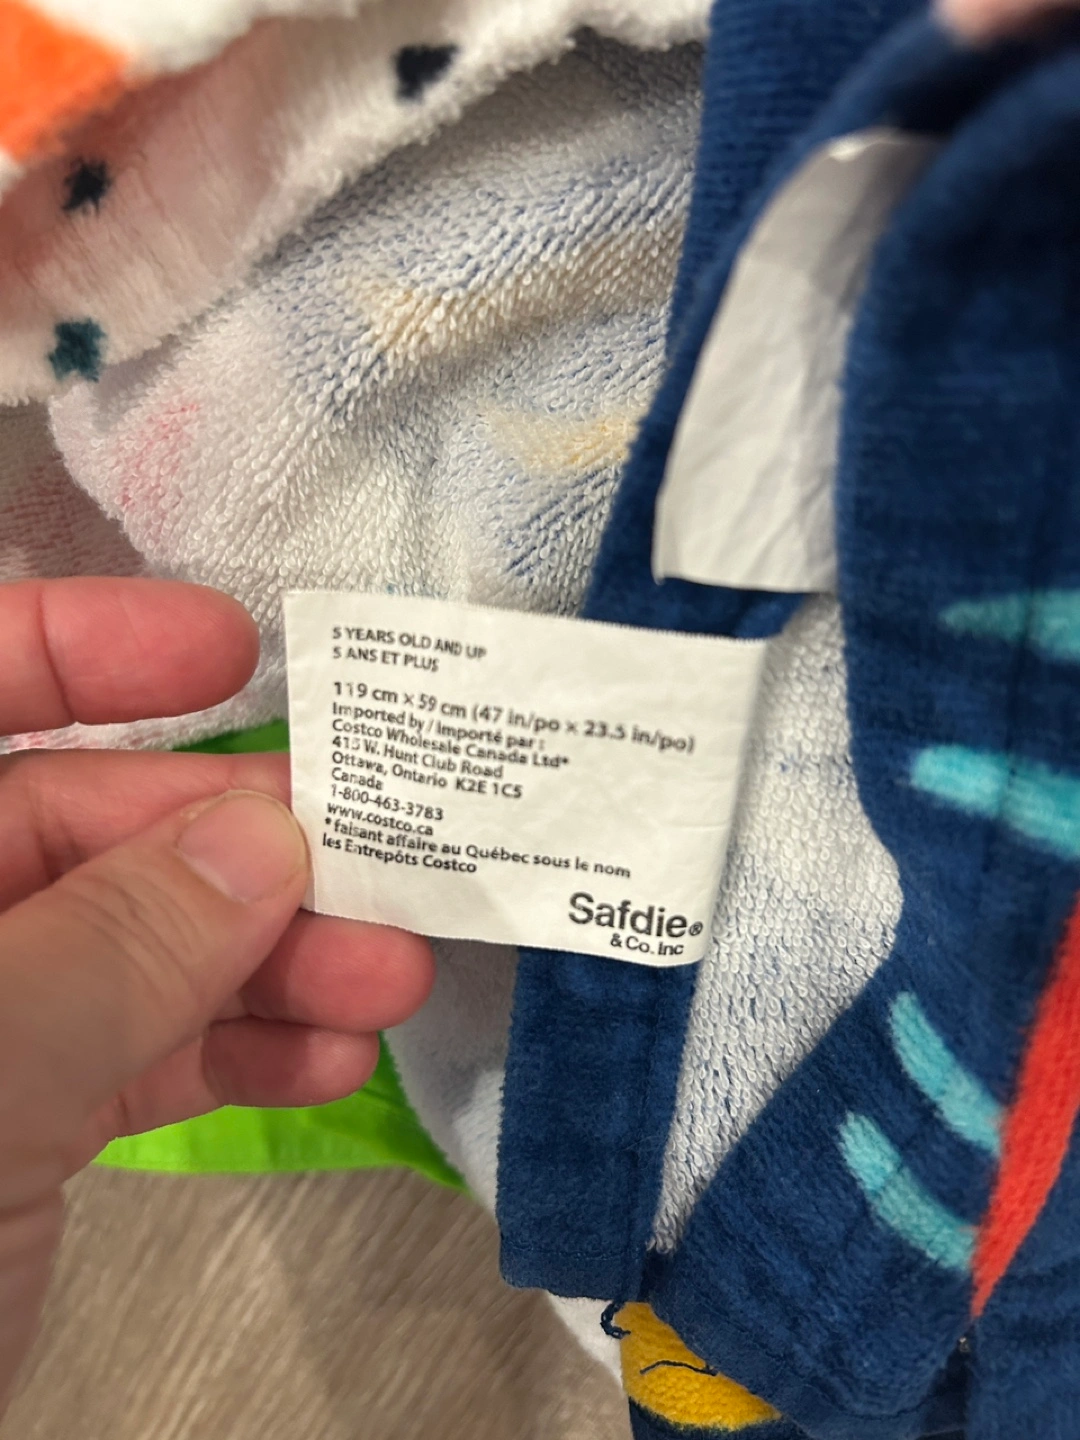 5 YEARS OLD AND UP
5 ANS ET PLUS
119 cm × 59 cm (47 in/po × 23.5 in/po)
Imported by / Importé par :
Costco Wholesale Canada Ltd*
415 W. Hunt Club Road
Ottawa, Ontario K2E 1C5
Canada
1-800-463-3783
www.costco.ca
*faisant affaire au Québec sous le nom
les Entrepôts Costco
Safdie®
& Co. Inc